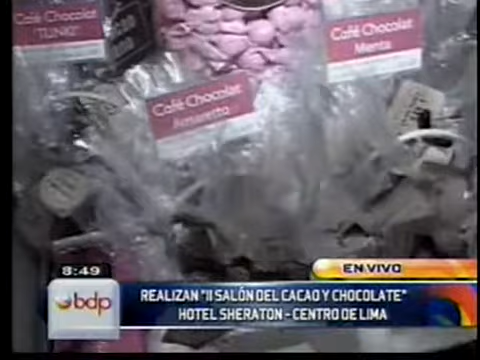 Café Chocolat
"TUNKI"
Café Chocolat
Menta
Café Chocolat
Amaretto
8:49
EN VIVO
bdp
REALIZAN "II SALÓN DEL CACAO Y CHOCOLATE"
HOTEL SHERATON - CENTRO DE LIMA